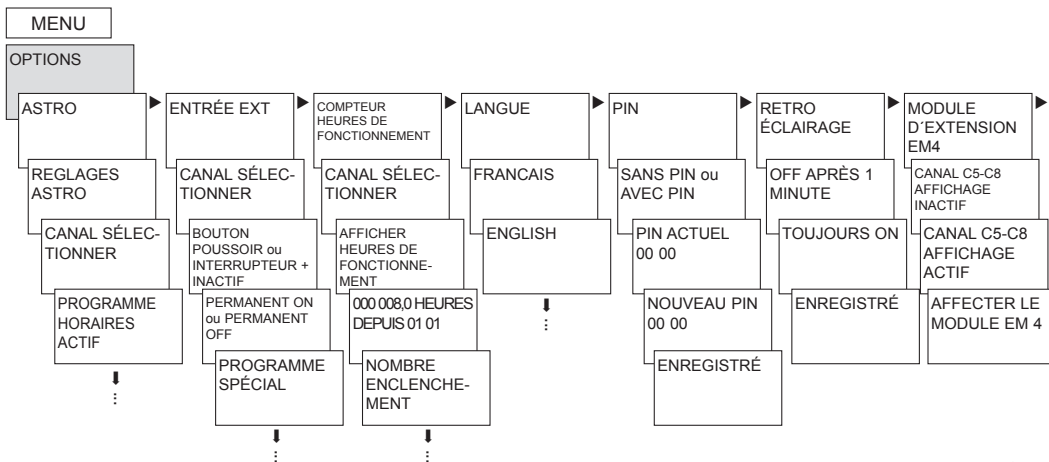 MENU
OPTIONS
ASTRO
REGLAGES
ASTRO
CANAL SÉLEC-
TIONNER
PROGRAMME
HORAIRES
ACTIF
ENTRÉE EXT
CANAL SÉLEC-
TIONNER
BOUTON
POUSSOIR ou
INTERRUPTEUR +
INACTIF
PERMANENT ON
ou PERMANENT
OFF
PROGRAMME
SPÉCIAL
COMPTEUR
HEURES DE
FONCTIONNEMENT
CANAL SÉLEC-
TIONNER
AFFICHER
HEURES DE
FONCTIONNE-
MENT
000 008,0 HEURES
DEPUIS 01 01
NOMBRE
ENCLENCHE-
MENT
LANGUE
FRANCAIS
ENGLISH
PIN
SANS PIN ou
AVEC PIN
PIN ACTUEL
00 00
NOUVEAU PIN
00 00
ENREGISTRÉ
RETRO
ÉCLAIRAGE
OFF APRÈS 1
MINUTE
TOUJOURS ON
ENREGISTRÉ
MODULE
D´EXTENSION
EM4
CANAL C5-C8
AFFICHAGE
INACTIF
CANAL C5-C8
AFFICHAGE
ACTIF
AFFECTER LE
MODULE EM 4